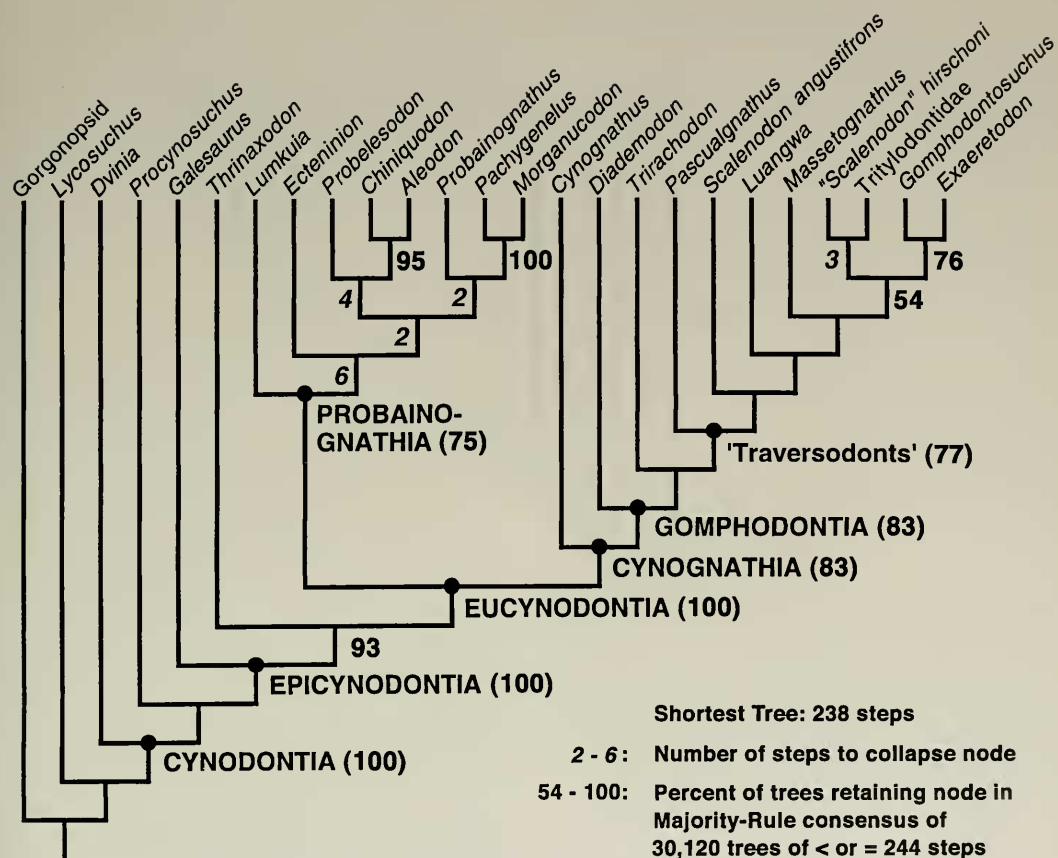 Gorgonopsid
Lycosuchus
Dvinia
Procynosuchus
Galesaurus
Thrinaxodon
Lumkuia
Ecteninion
Probelesodon
Chiniquodon
Aleodon
Probainognathus
Pachygenelus
Morganucodon
Cynognathus
Diademodon
Trirachodon
Pascualgnathus
Scalenodon angustifrons
Luangwa
Massetognathus
"Scalenodon" hirschoni
Tritylodontidae
Gomphodontosuchus
Exaeretodon
95
100
3
76
4
2
54
2
6
PROBAINO-
GNATHIA (75)
'Traversodonts' (77)
GOMPHODONTIA (83)
CYNOGNATHIA (83)
EUCYNODONTIA (100)
93
EPICYNODONTIA (100)
CYNODONTIA (100)
Shortest Tree: 238 steps
2 - 6: Number of steps to collapse node
54 - 100: Percent of trees retaining node in
Majority-Rule consensus of
30,120 trees of < or = 244 steps